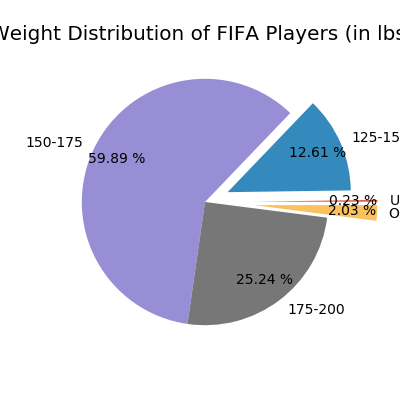 Weight Distribution of FIFA Players (in lbs
125-15
150-175
59.89 %
12.61 %
0.23 %
U
2.03 %
O
25.24 %
175-200